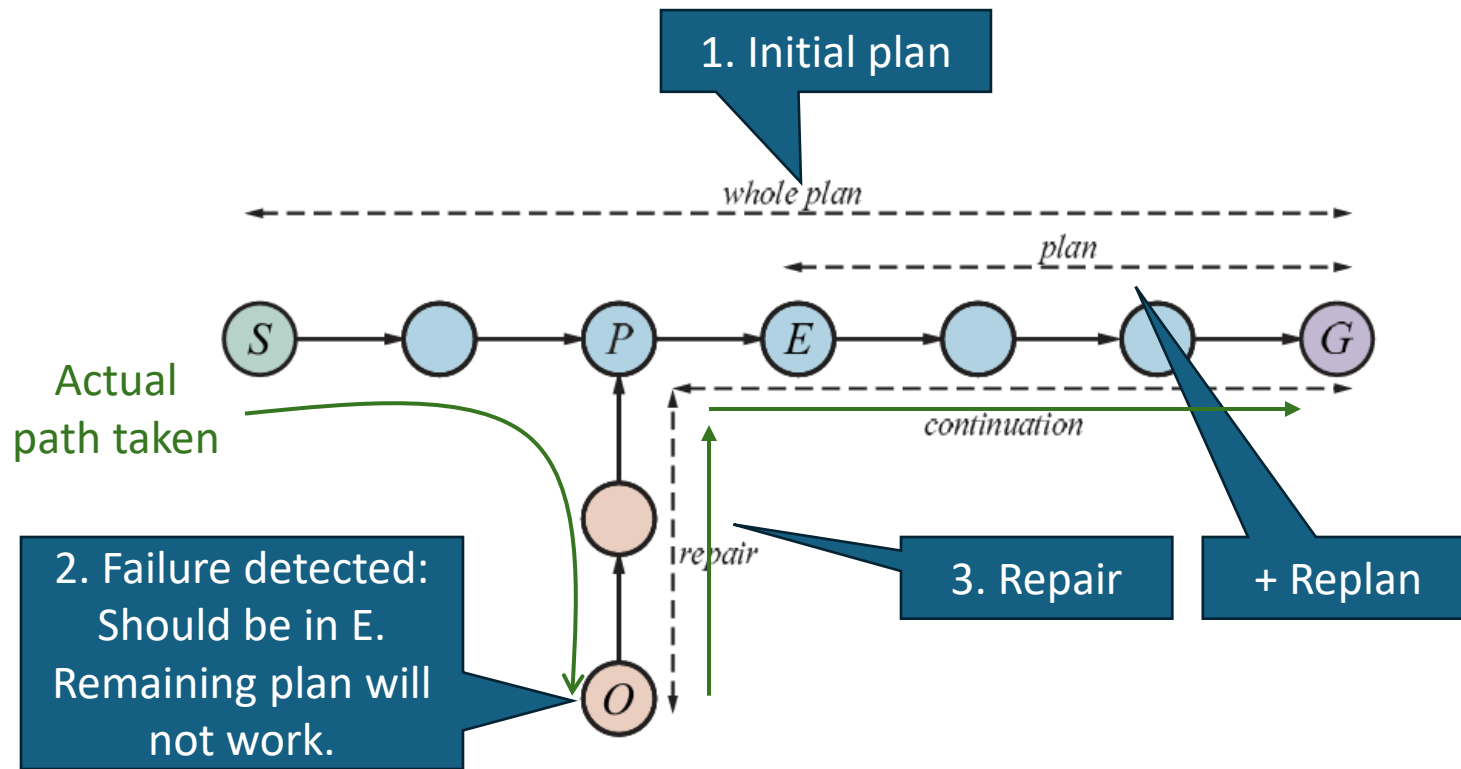 1. Initial plan
whole plan
plan
S
P
E
G
Actual
path taken
continuation
2. Failure detected:
Should be in E.
Remaining plan will
not work.
repair
3. Repair
+ Replan
O